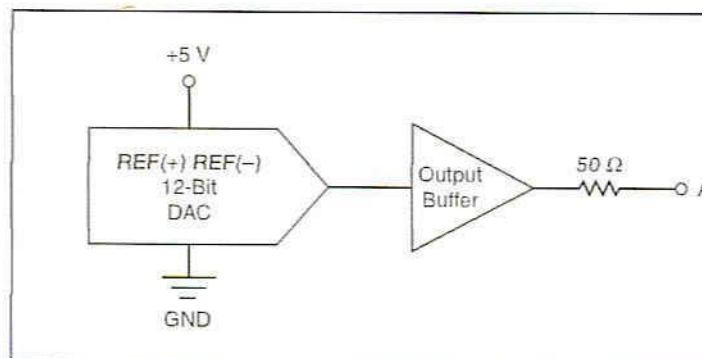 +5 V
REF(+) REF(–)
12-Bit
DAC
GND
Output
Buffer
50 Ω